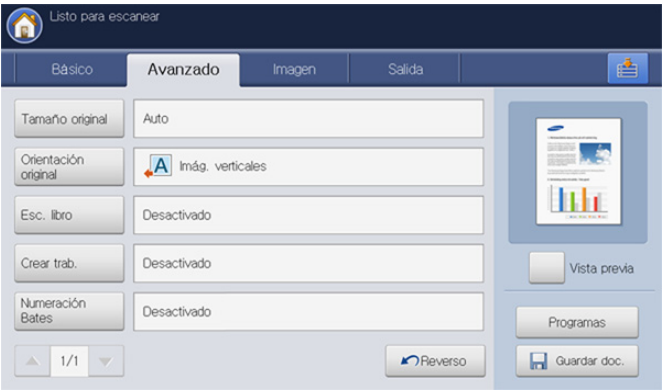 Listo para escanear
Básico
Avanzado
Imagen
Salida
Tamaño original
Auto
Orientación
original
A
Imág. verticales
Esc. libro
Desactivado
Crear trab.
Desactivado
Numeración
Bates
Desactivado
1/1
Reverso
Vista previa
Programas
Guardar doc.